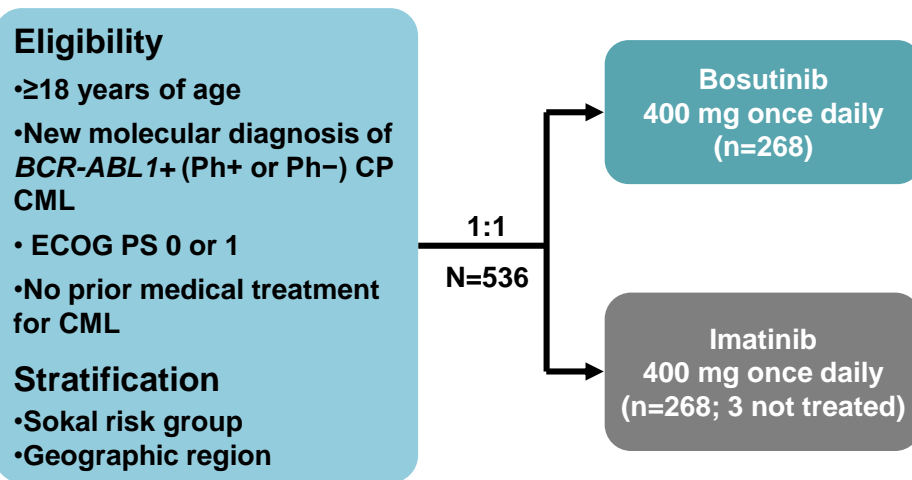 Eligibility
•≥18 years of age
•New molecular diagnosis of
BCR-ABL1+ (Ph+ or Ph−) CP
CML
• ECOG PS 0 or 1
•No prior medical treatment
for CML
Stratification
•Sokal risk group
•Geographic region
1:1
N=536
Bosutinib
400 mg once daily
(n=268)
Imatinib
400 mg once daily
(n=268; 3 not treated)